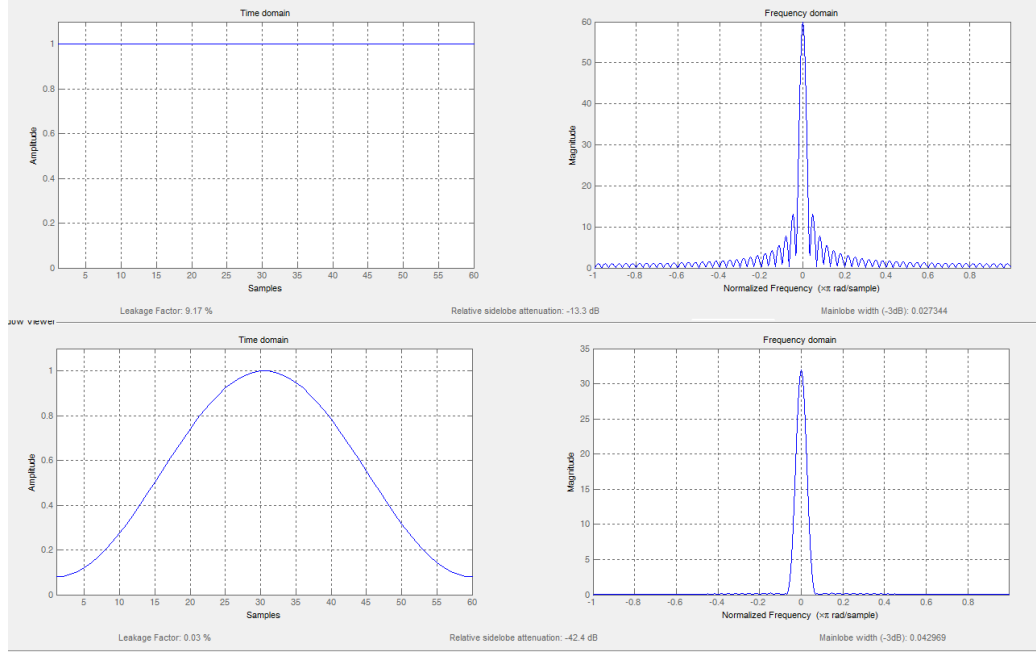 Time domain
Frequency domain
Amplitude
1
0.8
0.6
0.4
0.2
0
5 10 15 20 25 30 35 40 45 50 55 60
Samples
Magnitude
60
50
40
30
20
10
0
-1 -0.8 -0.6 -0.4 -0.2 0 0.2 0.4 0.6 0.8
Normalized Frequency (×π rad/sample)
Leakage Factor: 9.17 %
Relative sidelobe attenuation: -13.3 dB
Mainlobe width (-3dB): 0.027344
Viewer
Time domain
Frequency domain
Amplitude
1
0.8
0.6
0.4
0.2
0
5 10 15 20 25 30 35 40 45 50 55 60
Samples
Magnitude
35
30
25
20
15
10
5
0
-1 -0.8 -0.6 -0.4 -0.2 0 0.2 0.4 0.6 0.8
Normalized Frequency (×π rad/sample)
Leakage Factor: 0.03 %
Relative sidelobe attenuation: -42.4 dB
Mainlobe width (-3dB): 0.042969